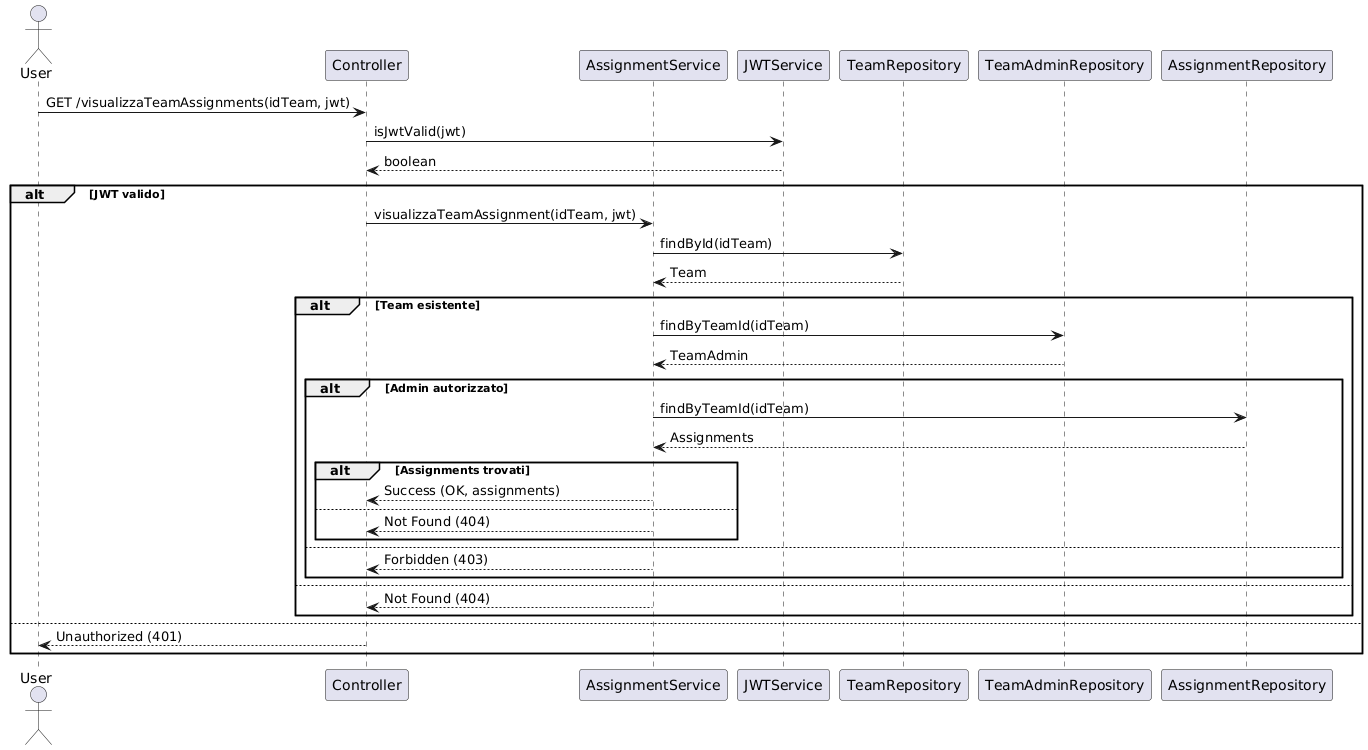 User
Controller
AssignmentService
JWTService
TeamRepository
TeamAdminRepository
AssignmentRepository
GET /visualizzaTeamAssignments(idTeam, jwt)
isJwtValid(jwt)
boolean
alt
[JWT valido]
visualizzaTeamAssignment(idTeam, jwt)
findById(idTeam)
Team
alt
[Team esistente]
findByTeamId(idTeam)
TeamAdmin
alt
[Admin autorizzato]
findByTeamId(idTeam)
Assignments
alt
[Assignments trovati]
Success (OK, assignments)
Not Found (404)
Forbidden (403)
Not Found (404)
Unauthorized (401)
User
Controller
AssignmentService
JWTService
TeamRepository
TeamAdminRepository
AssignmentRepository